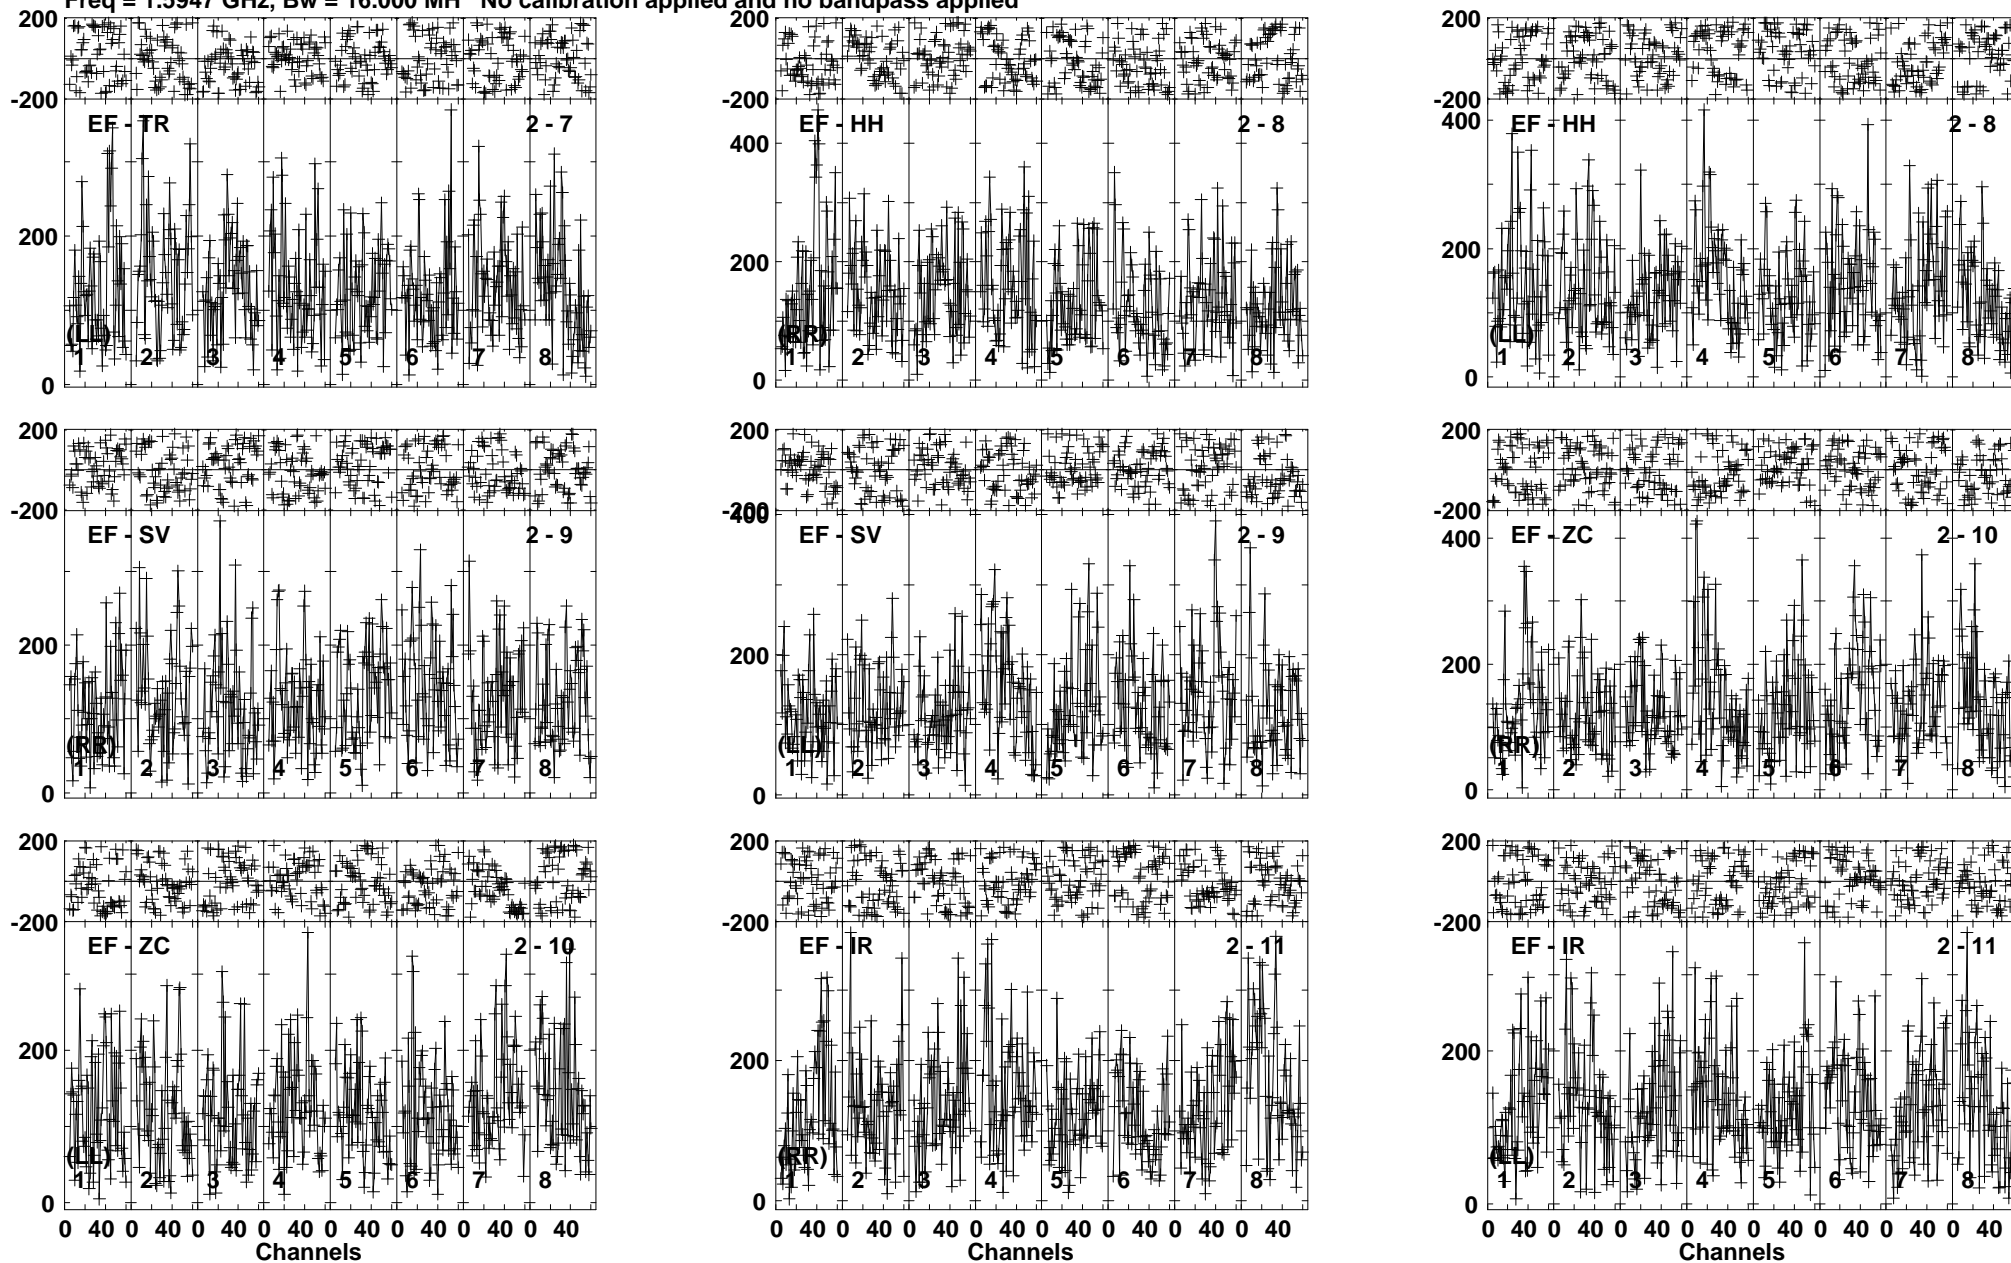 Freq = 1.5947 GHz, Bw = 16.000 MH No calibration applied and no bandpass applied
200 200 200
-200 -200 -200
EF - TR 2 - 7 EF - HH 2 - 8 EF - HH 2 - 8
400 400
200 200 200
(LL) (RR) (LL)
1 2 3 4 5 6 7 8 1 2 3 4 5 6 7 8 1 2 3 4 5 6 7 8
0 0 0
200 200 200
-200 -200 -200
400
EF - SV 2 - 9 EF - SV 2 - 9 EF - ZC 2 - 10
400
200 200 200
(RR) (LL) (RR)
1 2 3 4 5 6 7 8 1 2 3 4 5 6 7 8 1 2 3 4 5 6 7 8
0 0 0
200 200 200
-200 -200 -200
EF - ZC 2 - 10 EF - IR 2 - 11 EF - IR 2 - 11
200 200 200
(LL) (RR) (LL)
1 2 3 4 5 6 7 8 1 2 3 4 5 6 7 8 1 2 3 4 5 6 7 8
0 0 0
0 40 0 40 0 40 0 40 0 40 0 40 0 40 0 40 0 40 0 40 0 40 0 40 0 40 0 40 0 40 0 40 0 40 0 40 0 40 0 40 0 40 0 40 0 40 0 40
Channels Channels Channels